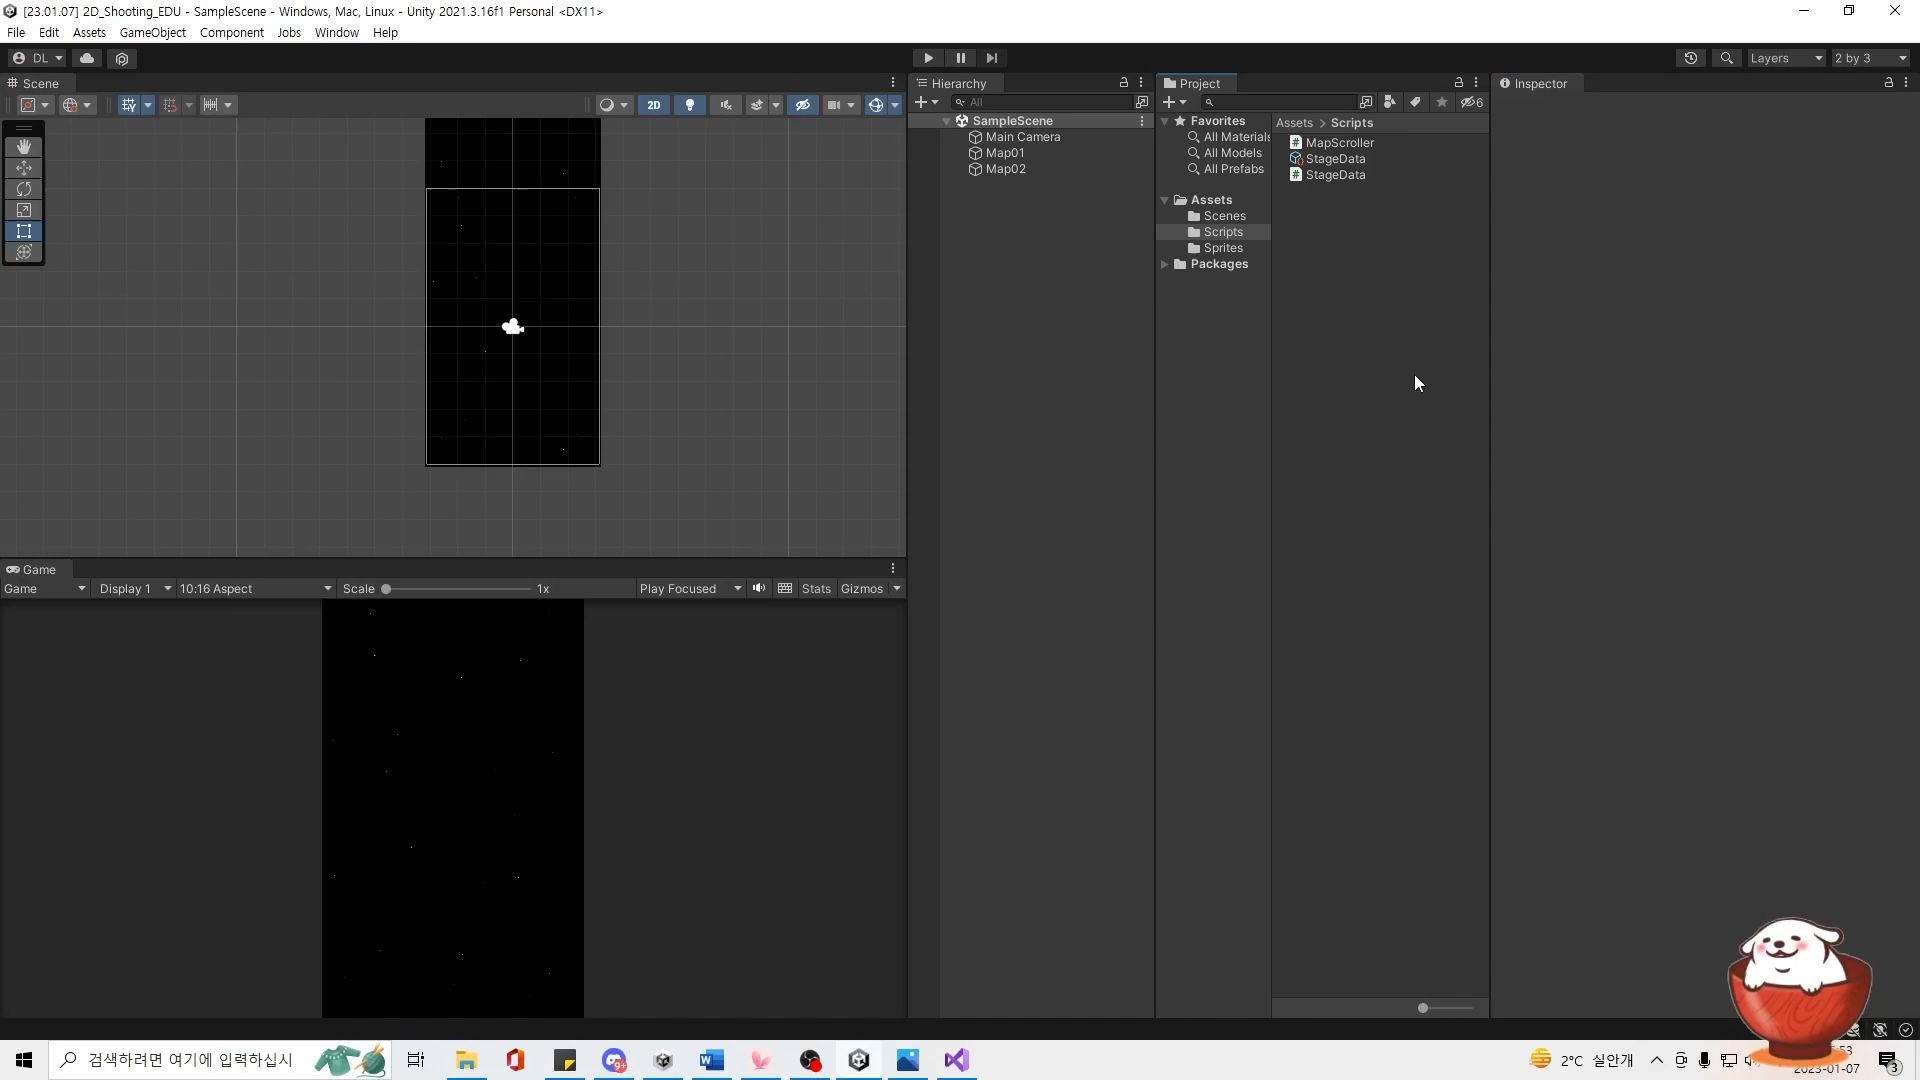 [23.01.07] 2D_Shooting_EDU - SampleScene - Windows, Mac, Linux - Unity 2021.3.16f1 Personal <DX11>
File Edit Assets GameObject Component Jobs Window Help
DL
Layers
2 by 3
Scene
2D
Hierarchy
All
SampleScene
Main Camera
Map01
Map02
Project
6
Favorites
All Materials
All Models
All Prefabs
Assets
Scenes
Scripts
Sprites
Packages
Assets > Scripts
MapScroller
StageData
StageData
Inspector
Game
Game Display 1 10:16 Aspect Scale 1x Play Focused Stats Gizmos
검색하려면 여기에 입력하십시
9+
2°C 실안개
53
2023-01-07
3